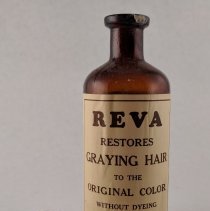 REVA
RESTORES
GRAYING HAIR
TO THE
ORIGINAL COLOR
WITHOUT DYEING